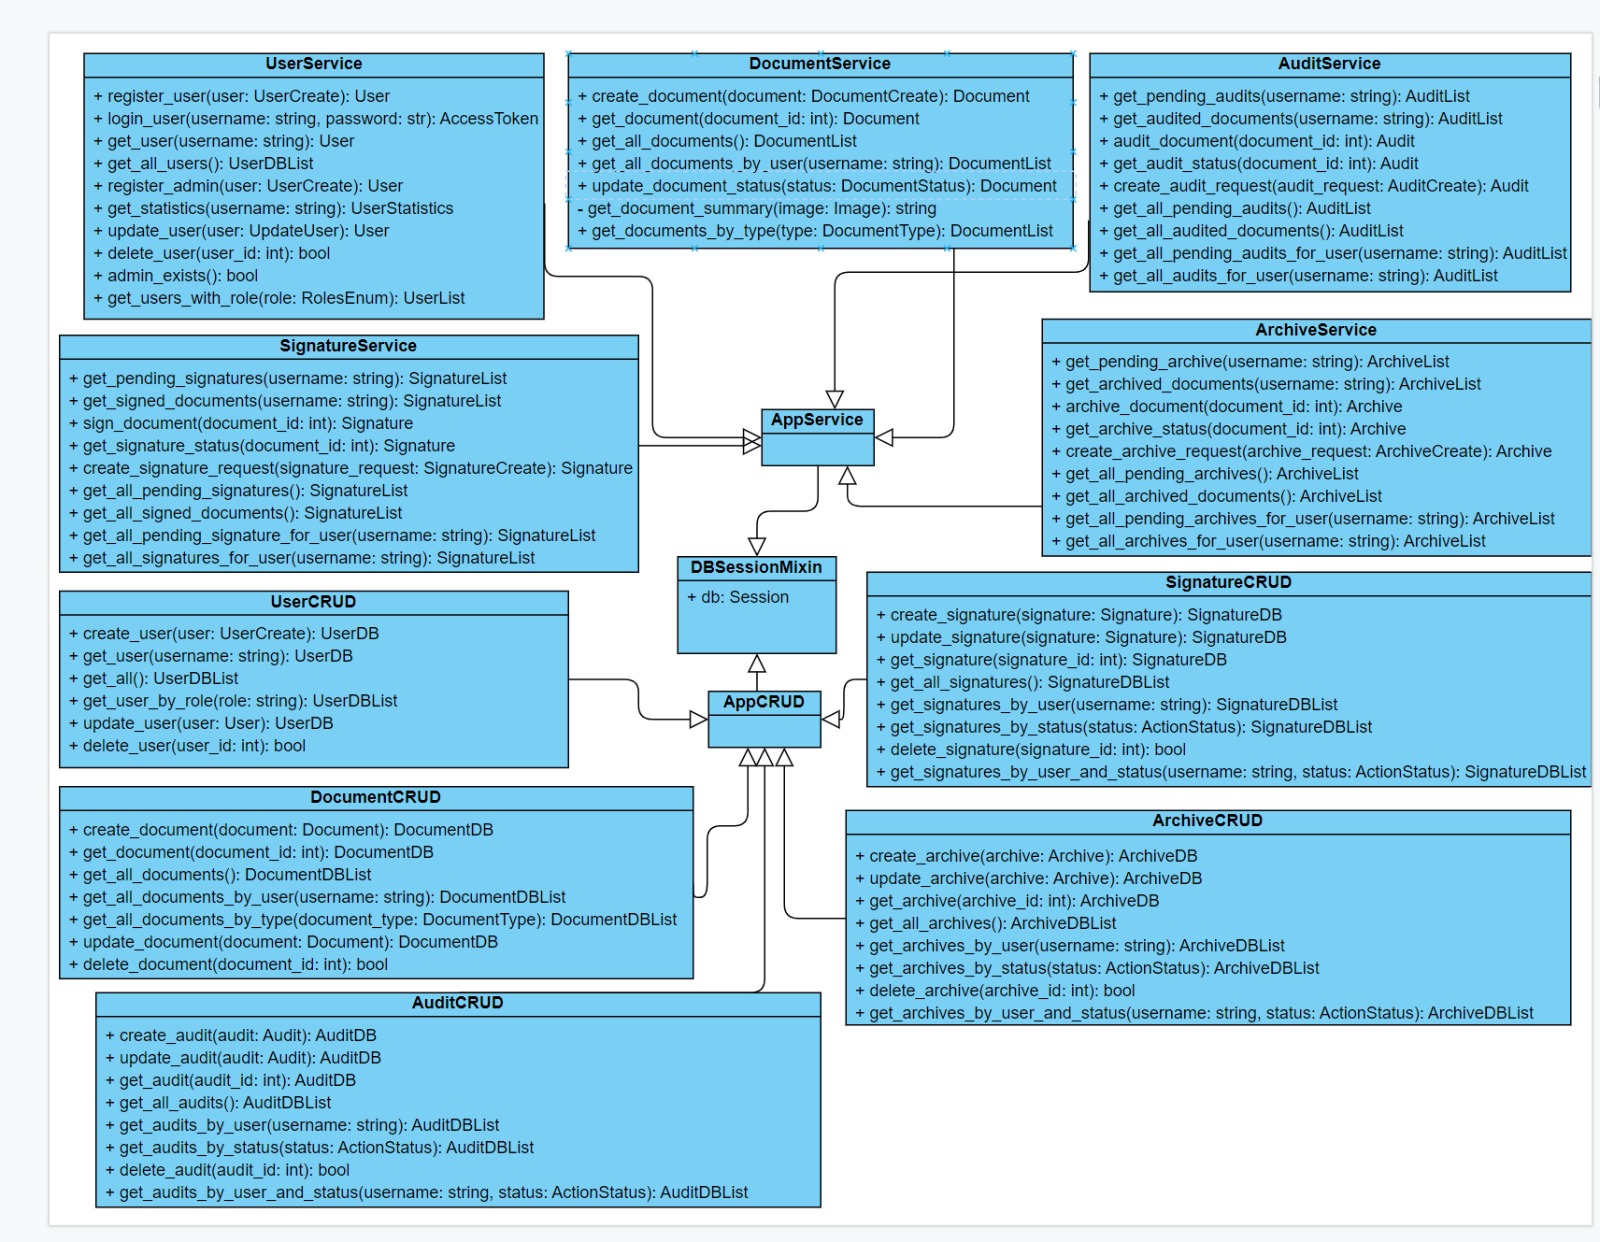 UserService
+ register_user(user: UserCreate): User
+ login_user(username: string, password: str): AccessToken
+ get_user(username: string): User
+ get_all_users(): UserDBList
+ register_admin(user: UserCreate): User
+ get_statistics(username: string): UserStatistics
+ update_user(user: UpdateUser): User
+ delete_user(user_id: int): bool
+ admin_exists(): bool
+ get_users_with_role(role: RolesEnum): UserList
DocumentService
+ create_document(document: DocumentCreate): Document
+ get_document(document_id: int): Document
+ get_all_documents(): DocumentList
+ get_all_documents_by_user(username: string): DocumentList
+ update_document_status(status: DocumentStatus): Document
- get_document_summary(image: Image): string
+ get_documents_by_type(type: DocumentType): DocumentList
AuditService
+ get_pending_audits(username: string): AuditList
+ get_audited_documents(username: string): AuditList
+ audit_document(document_id: int): Audit
+ get_audit_status(document_id: int): Audit
+ create_audit_request(audit_request: AuditCreate): Audit
+ get_all_pending_audits(): AuditList
+ get_all_audited_documents(): AuditList
+ get_all_pending_audits_for_user(username: string): AuditList
+ get_all_audits_for_user(username: string): AuditList
SignatureService
+ get_pending_signatures(username: string): SignatureList
+ get_signed_documents(username: string): SignatureList
+ sign_document(document_id: int): Signature
+ get_signature_status(document_id: int): Signature
+ create_signature_request(signature_request: SignatureCreate): Signature
+ get_all_pending_signatures(): SignatureList
+ get_all_signed_documents(): SignatureList
+ get_all_pending_signature_for_user(username: string): SignatureList
+ get_all_signatures_for_user(username: string): SignatureList
AppService
ArchiveService
+ get_pending_archive(username: string): ArchiveList
+ get_archived_documents(username: string): ArchiveList
+ archive_document(document_id: int): Archive
+ get_archive_status(document_id: int): Archive
+ create_archive_request(archive_request: ArchiveCreate): Archive
+ get_all_pending_archives(): ArchiveList
+ get_all_archived_documents(): ArchiveList
+ get_all_pending_archives_for_user(username: string): ArchiveList
+ get_all_archives_for_user(username: string): ArchiveList
DBSessionMixin
+ db: Session
UserCRUD
+ create_user(user: UserCreate): UserDB
+ get_user(username: string): UserDB
+ get_all(): UserDBList
+ get_user_by_role(role: string): UserDBList
+ update_user(user: User): UserDB
+ delete_user(user_id: int): bool
AppCRUD
SignatureCRUD
+ create_signature(signature: Signature): SignatureDB
+ update_signature(signature: Signature): SignatureDB
+ get_signature(signature_id: int): SignatureDB
+ get_all_signatures(): SignatureDBList
+ get_signatures_by_user(username: string): SignatureDBList
+ get_signatures_by_status(status: ActionStatus): SignatureDBList
+ delete_signature(signature_id: int): bool
+ get_signatures_by_user_and_status(username: string, status: ActionStatus): SignatureDBList
DocumentCRUD
+ create_document(document: Document): DocumentDB
+ get_document(document_id: int): DocumentDB
+ get_all_documents(): DocumentDBList
+ get_all_documents_by_user(username: string): DocumentDBList
+ get_all_documents_by_type(document_type: DocumentType): DocumentDBList
+ update_document(document: Document): DocumentDB
+ delete_document(document_id: int): bool
ArchiveCRUD
+ create_archive(archive: Archive): ArchiveDB
+ update_archive(archive: Archive): ArchiveDB
+ get_archive(archive_id: int): ArchiveDB
+ get_all_archives(): ArchiveDBList
+ get_archives_by_user(username: string): ArchiveDBList
+ get_archives_by_status(status: ActionStatus): ArchiveDBList
+ delete_archive(archive_id: int): bool
+ get_archives_by_user_and_status(username: string, status: ActionStatus): ArchiveDBList
AuditCRUD
+ create_audit(audit: Audit): AuditDB
+ update_audit(audit: Audit): AuditDB
+ get_audit(audit_id: int): AuditDB
+ get_all_audits(): AuditDBList
+ get_audits_by_user(username: string): AuditDBList
+ get_audits_by_status(status: ActionStatus): AuditDBList
+ delete_audit(audit_id: int): bool
+ get_audits_by_user_and_status(username: string, status: ActionStatus): AuditDBList